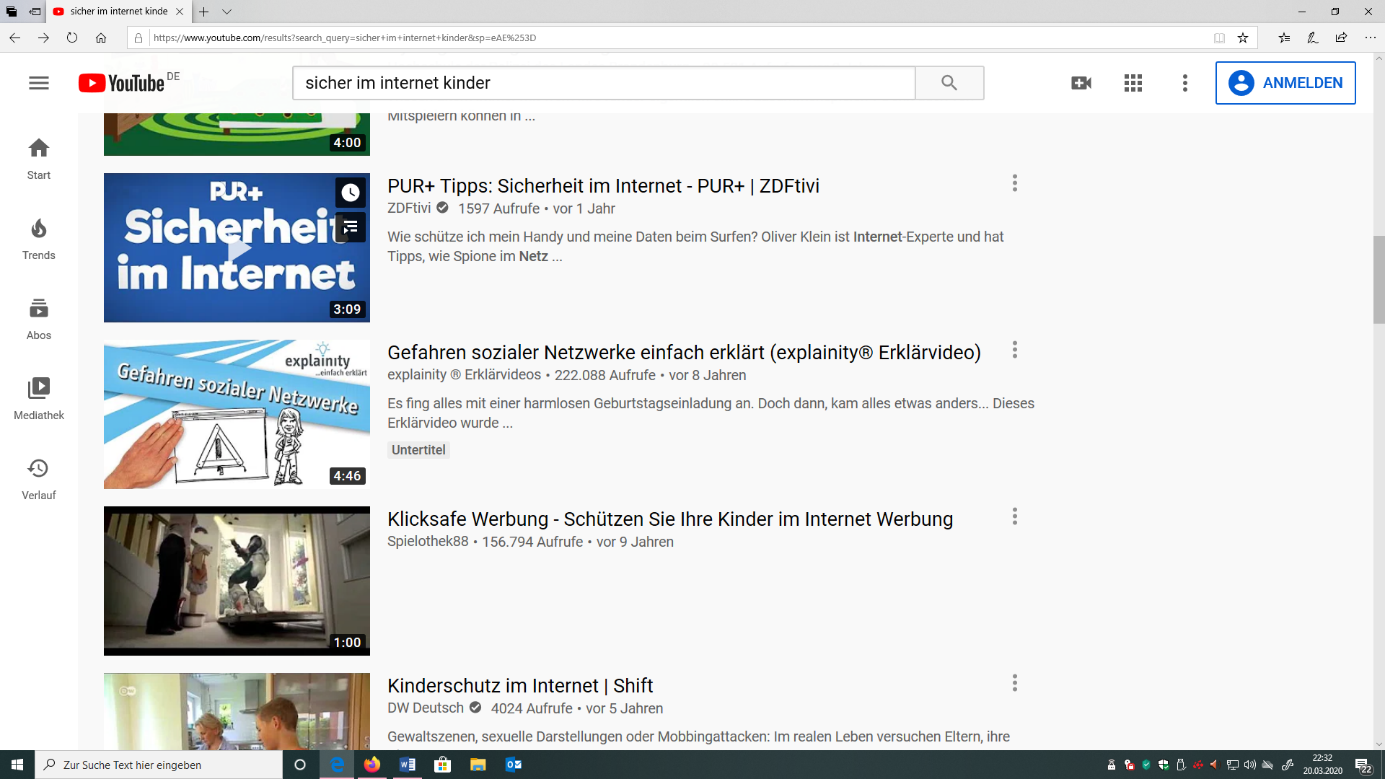 sicher im internet kinde
https://www.youtube.com/results?search_query=sicher+im+internet+kinder&sp=eAE%253D
YouTube DE
sicher im internet kinder
ANMELDEN
Start
Trends
Abos
Mediathek
Verlauf
4:00
Mitspielern können in ...
PUR+
Sicherheit
im Internet
3:09
PUR+ Tipps: Sicherheit im Internet - PUR+ | ZDFtivi
ZDFtivi 1597 Aufrufe • vor 1 Jahr
Wie schütze ich mein Handy und meine Daten beim Surfen? Oliver Klein ist Internet-Experte und hat
Tipps, wie Spione im Netz ...
explainity
...einfach erklärt
Gefahren sozialer Netzwerke
4:46
Gefahren sozialer Netzwerke einfach erklärt (explainity® Erklärvideo)
explainity ® Erklärvideos • 222.088 Aufrufe • vor 8 Jahren
Es fing alles mit einer harmlosen Geburtstagseinladung an. Doch dann, kam alles etwas anders... Dieses
Erklärvideo wurde ...
Untertitel
1:00
Klicksafe Werbung - Schützen Sie Ihre Kinder im Internet Werbung
Spielothek88 • 156.794 Aufrufe • vor 9 Jahren
DW
Kinderschutz im Internet | Shift
DW Deutsch 4024 Aufrufe • vor 5 Jahren
Gewaltszenen, sexuelle Darstellungen oder Mobbingattacken: Im realen Leben versuchen Eltern, ihre
Zur Suche Text hier eingeben
22:32
20.03.2020
22